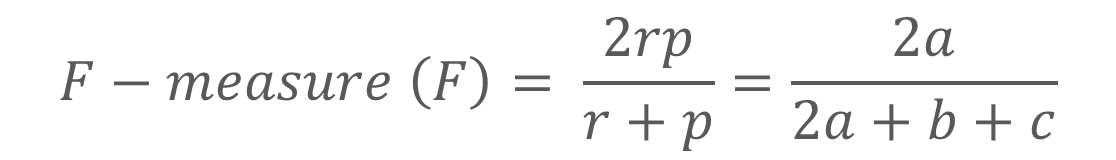 F − measure (F) = 2rp / r + p = 2a / 2a + b + c